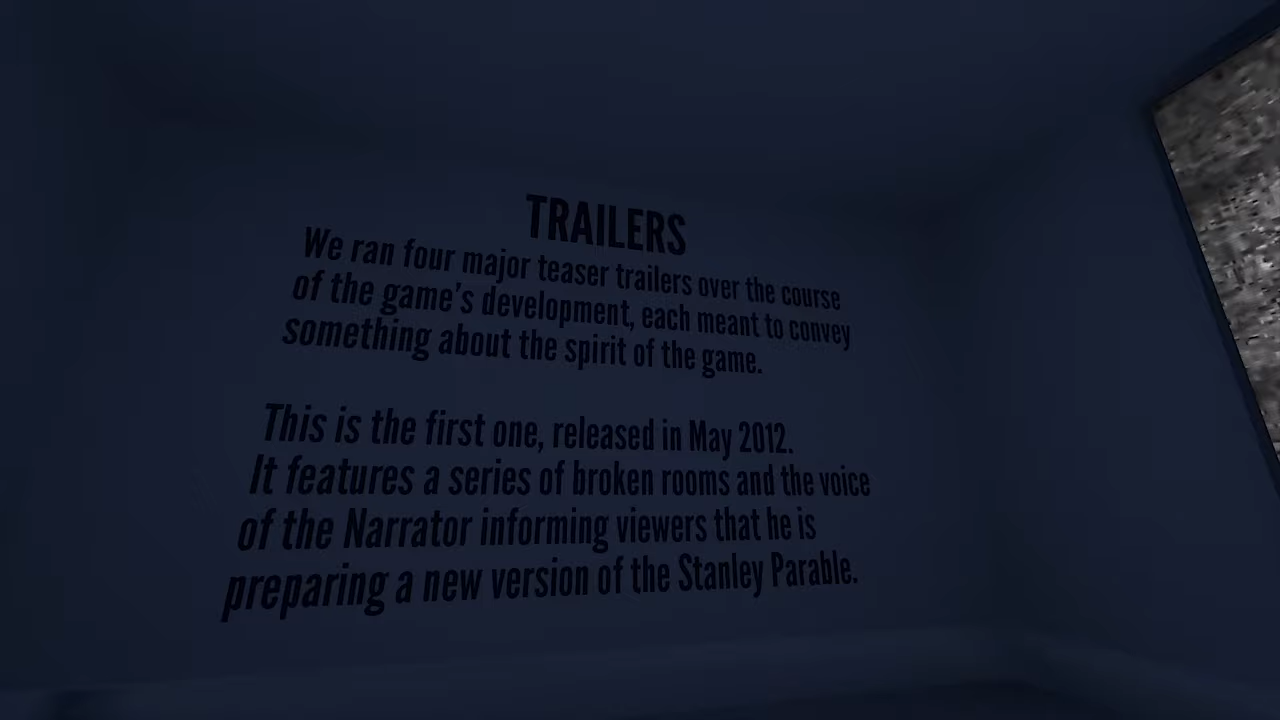 TRAILERS
We ran four major teaser trailers over the course
of the game's development, each meant to convey
something about the spirit of the game.
This is the first one, released in May 2012.
It features a series of broken rooms and the voice
of the Narrator informing viewers that he is
preparing a new version of the Stanley Parable.